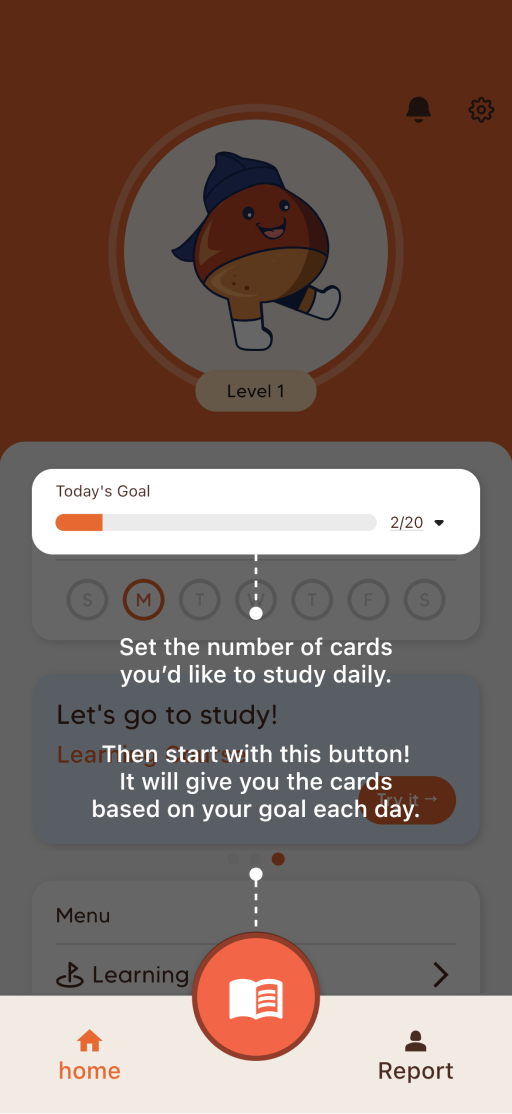 Level 1
Today's Goal
2/20
S M T W T F S
Set the number of cards
you’d like to study daily.
Let's go to study!
Then start with this button!
It will give you the cards
based on your goal each day.
Try it →
Menu
Learning
home
Report